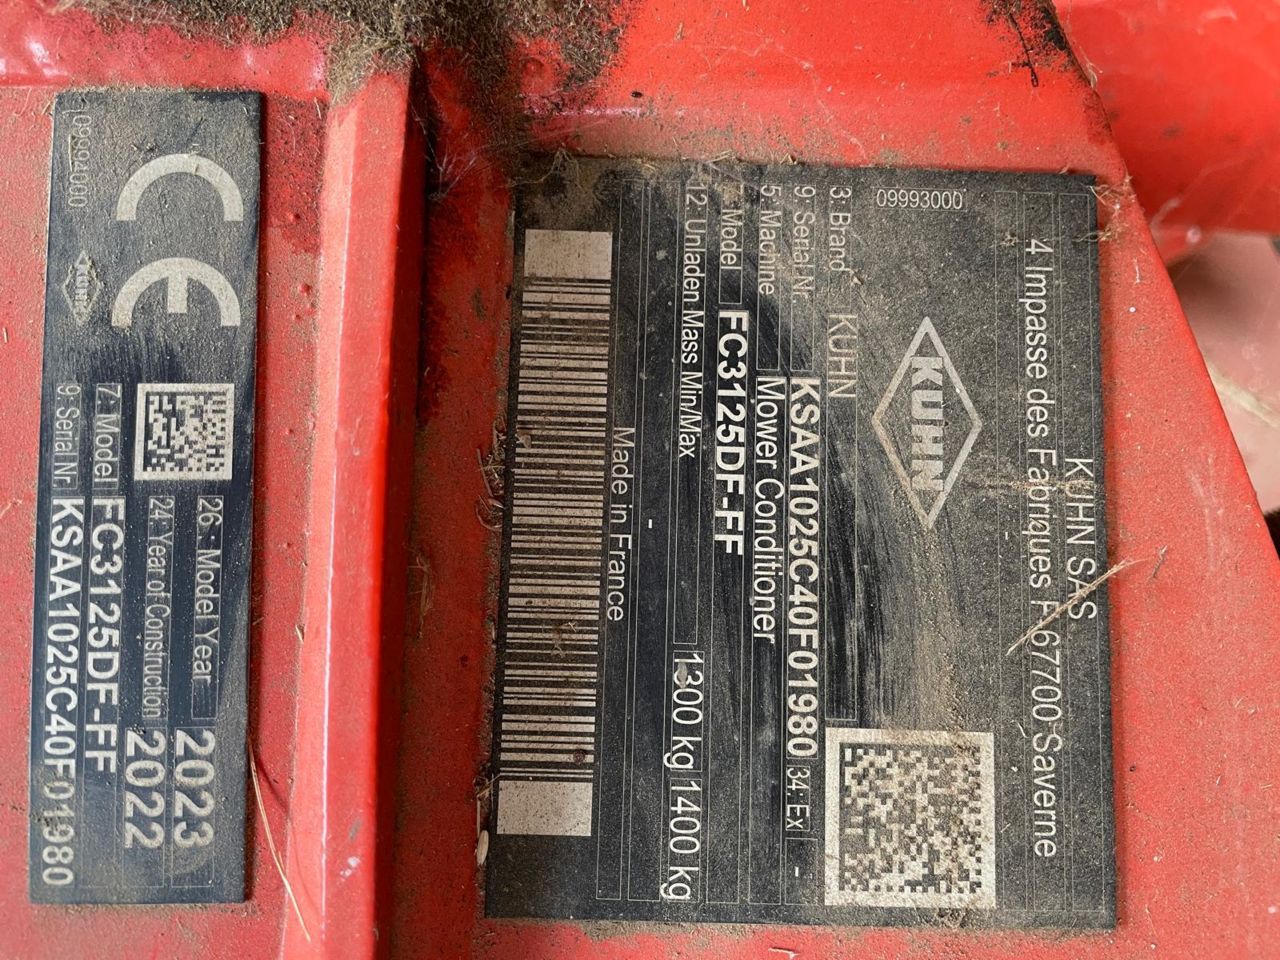 KUHN SAS
4 Impasse des Fabriques F-67700 Saverne
09993000
KUHN
3: Brand KUHN
9: Serial Nr. KSAA1025C40F01980 34: Ex -
5: Machine Mower Conditioner
7: Model FC3125DF-FF
12: Unladen Mass Min/Max 1300 kg 1400 kg
-
Made in France
CE
26: Model Year 2023
24: Year of Construction 2022
7: Model FC3125DF-FF
9: Serial Nr KSAA1025C40F01980
KUHN
09994000